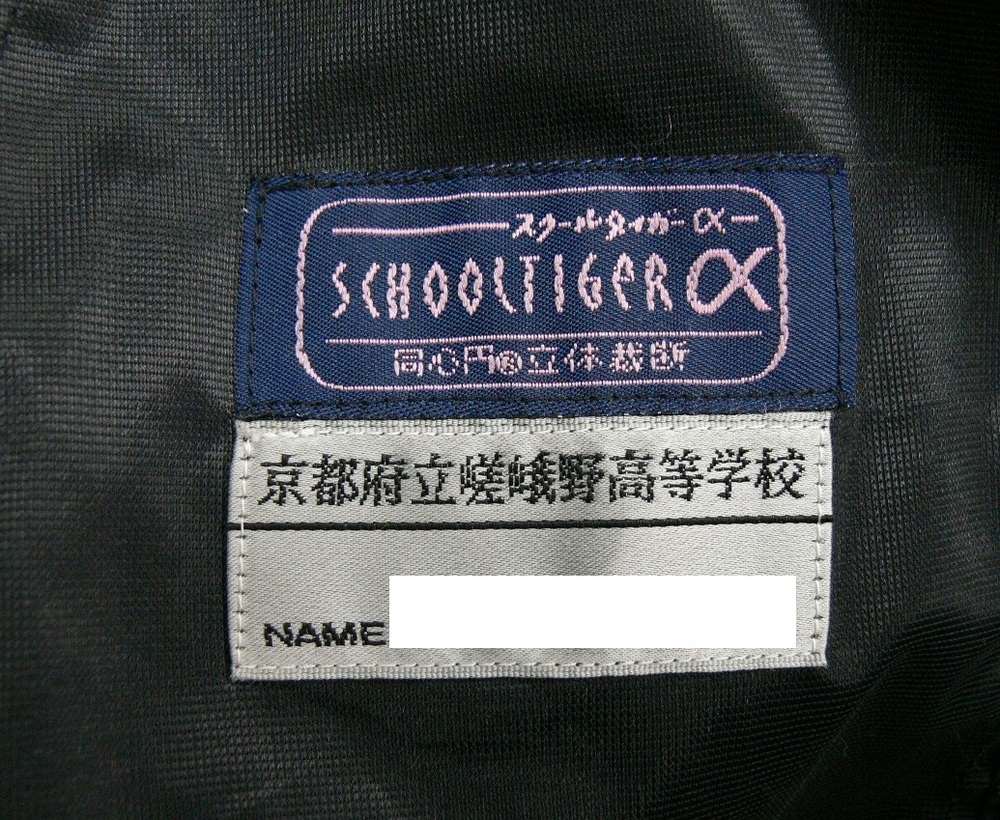 スクールタイガーα
SCHOOLTIGER α
同心円の立体裁断
京都府立嵯峨野高等学校
NAME